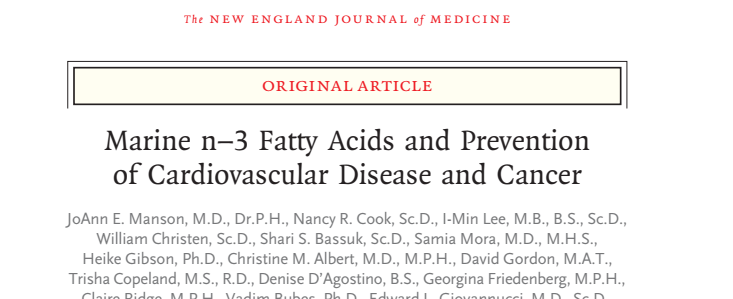 The NEW ENGLAND JOURNAL of MEDICINE
ORIGINAL ARTICLE
Marine n–3 Fatty Acids and Prevention
of Cardiovascular Disease and Cancer
JoAnn E. Manson, M.D., Dr.P.H., Nancy R. Cook, Sc.D., I-Min Lee, M.B., B.S., Sc.D.,
William Christen, Sc.D., Shari S. Bassuk, Sc.D., Samia Mora, M.D., M.H.S.,
Heike Gibson, Ph.D., Christine M. Albert, M.D., M.P.H., David Gordon, M.A.T.,
Trisha Copeland, M.S., R.D., Denise D’Agostino, B.S., Georgina Friedenberg, M.P.H.,
Claire Ridge, M.P.H., Vadim Bubes, Ph.D., Edward L. Giovannucci, M.D., Sc.D.